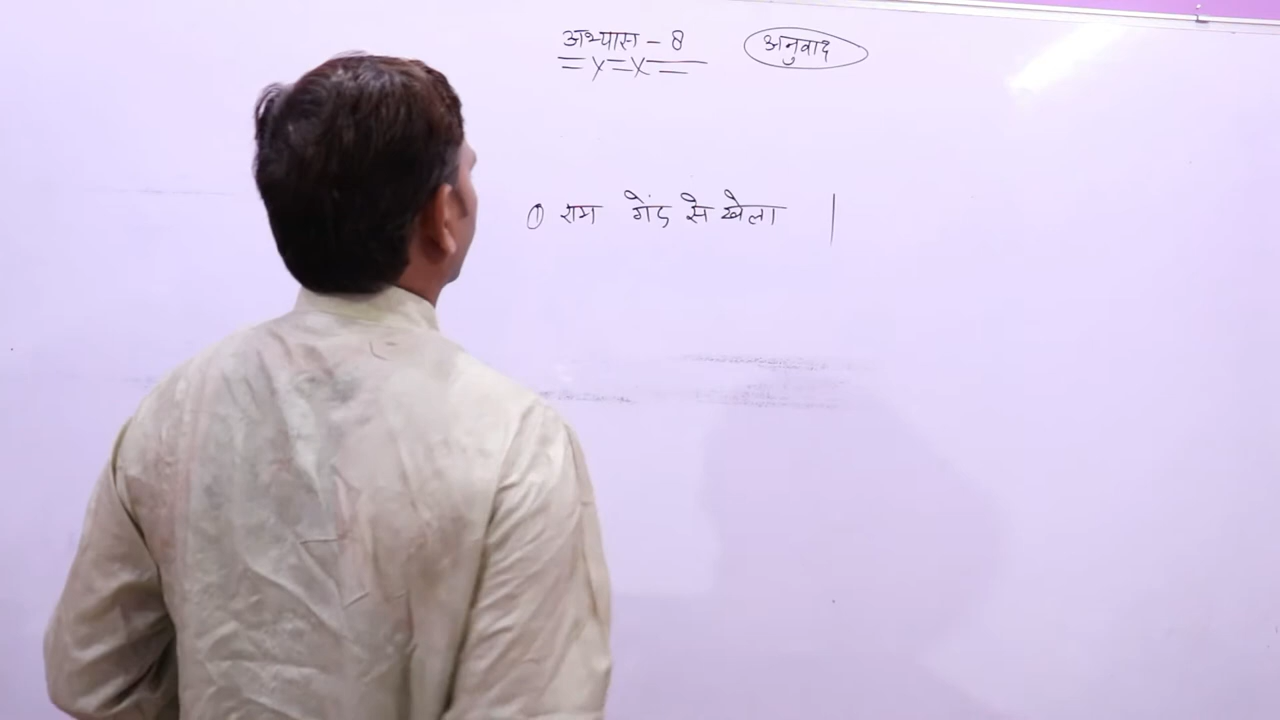 अभ्यास - 8 अनुवाद
① राम गेंद से खेला |